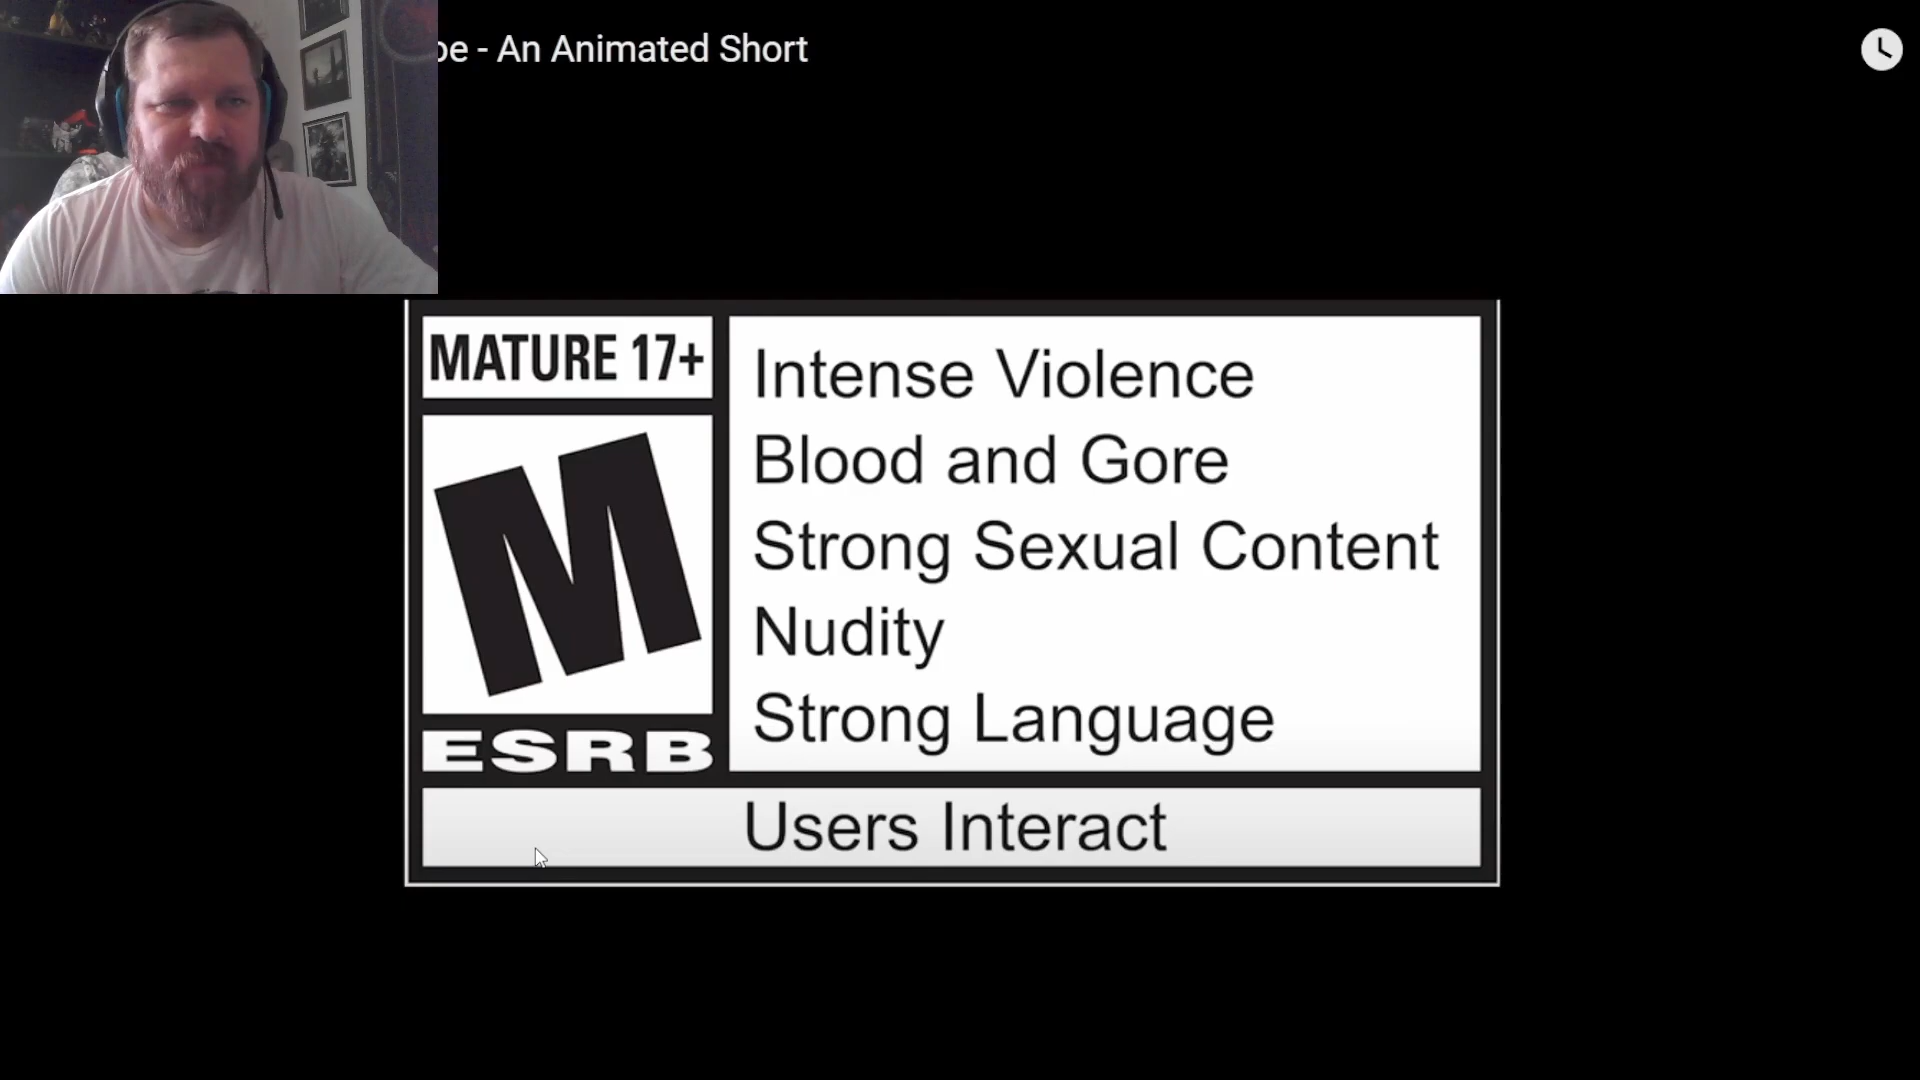 - An Animated Short
MATURE 17+
M
ESRB
Intense Violence
Blood and Gore
Strong Sexual Content
Nudity
Strong Language
Users Interact